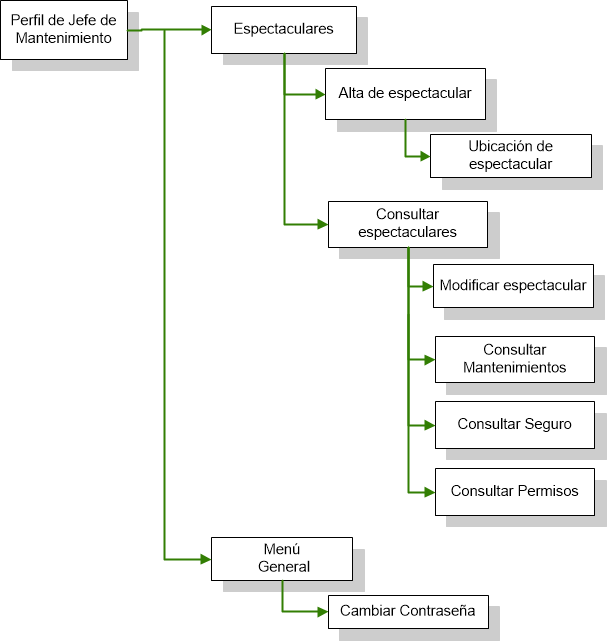 Perfil de Jefe de
Mantenimiento
Espectaculares
Alta de espectacular
Ubicación de
espectacular
Consultar
espectaculares
Modificar espectacular
Consultar
Mantenimientos
Consultar Seguro
Consultar Permisos
Menú
General
Cambiar Contraseña